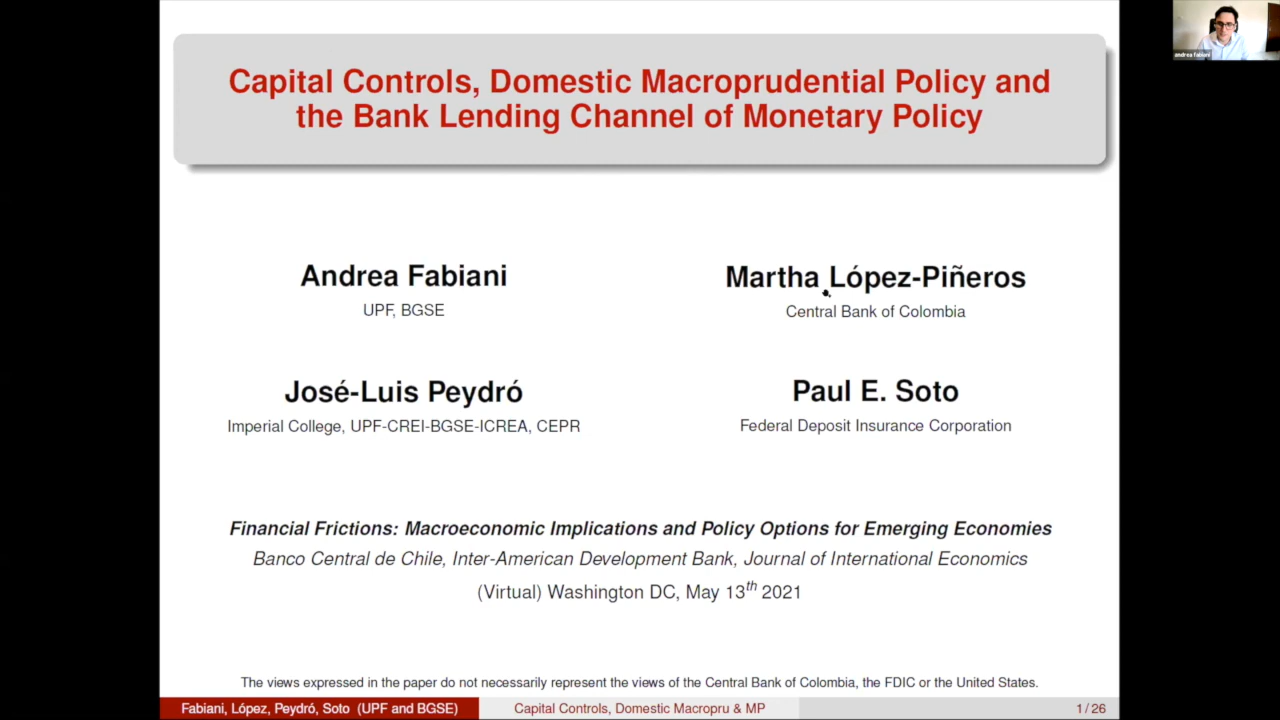 Capital Controls, Domestic Macroprudential Policy and
the Bank Lending Channel of Monetary Policy
andrea fabiani
Andrea Fabiani
UPF, BGSE
Martha López-Piñeros
Central Bank of Colombia
José-Luis Peydró
Imperial College, UPF-CREI-BGSE-ICREA, CEPR
Paul E. Soto
Federal Deposit Insurance Corporation
Financial Frictions: Macroeconomic Implications and Policy Options for Emerging Economies
Banco Central de Chile, Inter-American Development Bank, Journal of International Economics
(Virtual) Washington DC, May 13th 2021
The views expressed in the paper do not necessarily represent the views of the Central Bank of Colombia, the FDIC or the United States.
Fabiani, López, Peydró, Soto (UPF and BGSE)
Capital Controls, Domestic Macropru & MP
1 / 26